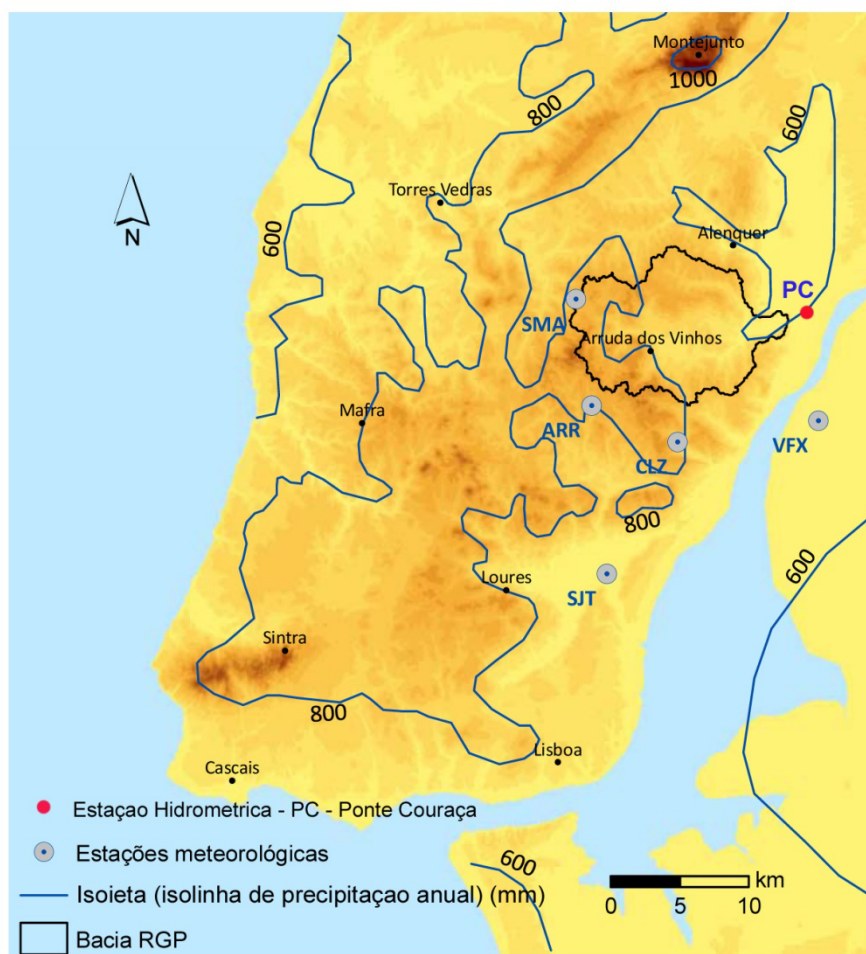 Montejunto
1000
800
600
Torres Vedras
N
600
Alenquer
PC
SMA
Arruda dos Vinhos
Mafra
ARR
CLZ
VFX
800
600
SJT
Loures
Sintra
800
Lisboa
Cascais
Estaçao Hidrometrica - PC - Ponte Couraça
Estações meteorológicas
600
Isoieta (isolinha de precipitaçao anual) (mm)
km
0 5 10
Bacia RGP